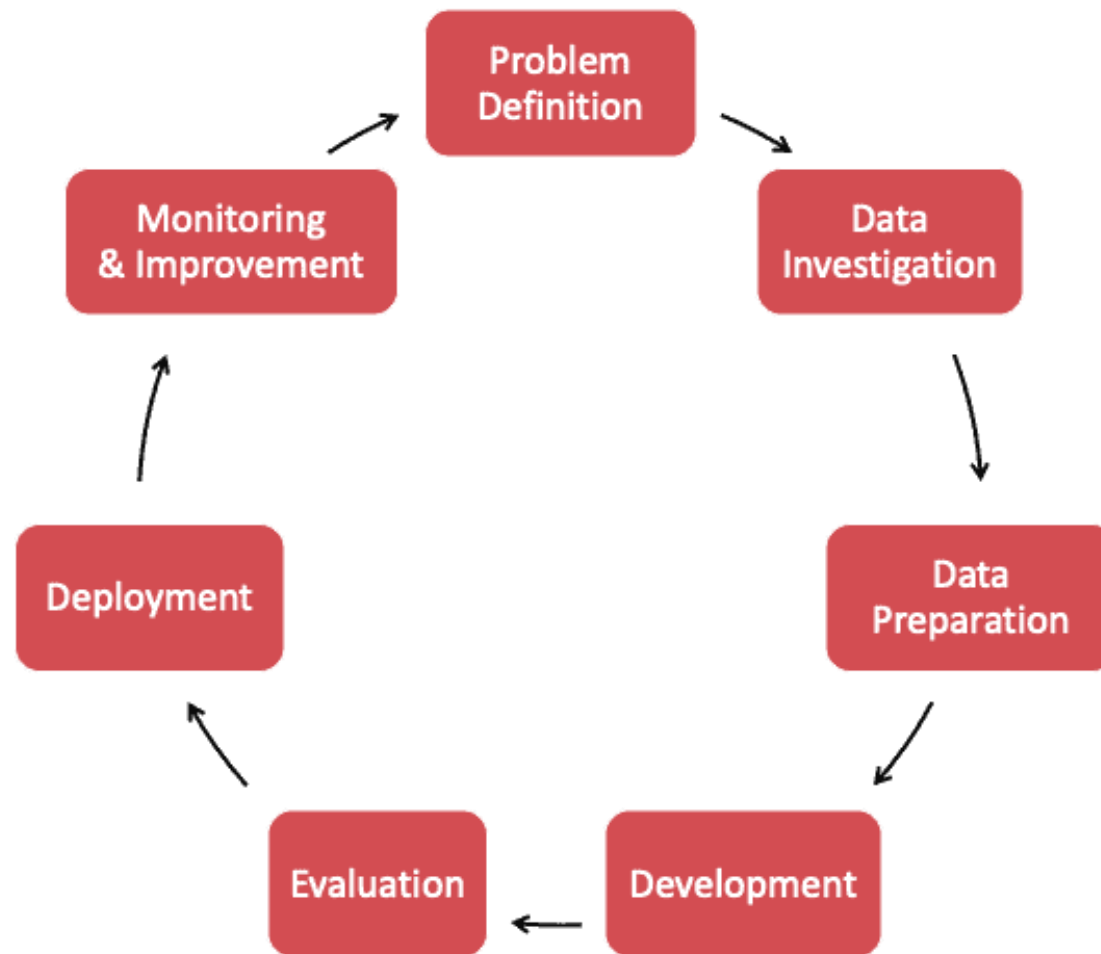 Problem
Definition
Data
Investigation
Data
Preparation
Development
Evaluation
Deployment
Monitoring
& Improvement